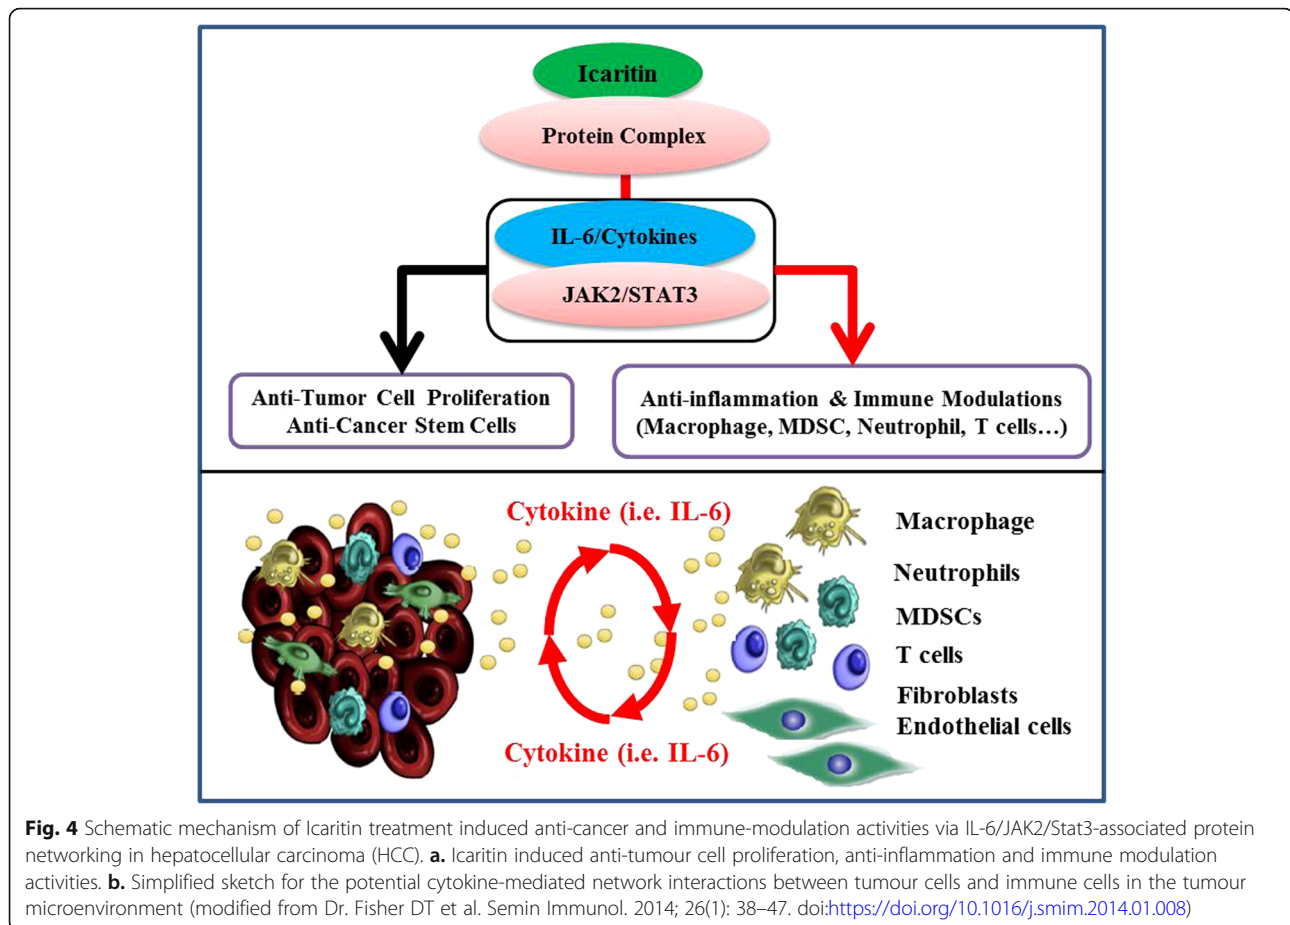 Icaritin
Protein Complex
IL-6/Cytokines
JAK2/STAT3
Anti-Tumor Cell Proliferation
Anti-Cancer Stem Cells
Anti-inflammation & Immune Modulations
(Macrophage, MDSC, Neutrophil, T cells…)
Cytokine (i.e. IL-6)
Cytokine (i.e. IL-6)
Macrophage
Neutrophils
MDSCs
T cells
Fibroblasts
Endothelial cells
Fig. 4 Schematic mechanism of Icaritin treatment induced anti-cancer and immune-modulation activities via IL-6/JAK2/Stat3-associated protein
networking in hepatocellular carcinoma (HCC). a. Icaritin induced anti-tumour cell proliferation, anti-inflammation and immune modulation
activities. b. Simplified sketch for the potential cytokine-mediated network interactions between tumour cells and immune cells in the tumour
microenvironment (modified from Dr. Fisher DT et al. Semin Immunol. 2014; 26(1): 38–47. doi:https://doi.org/10.1016/j.smim.2014.01.008)